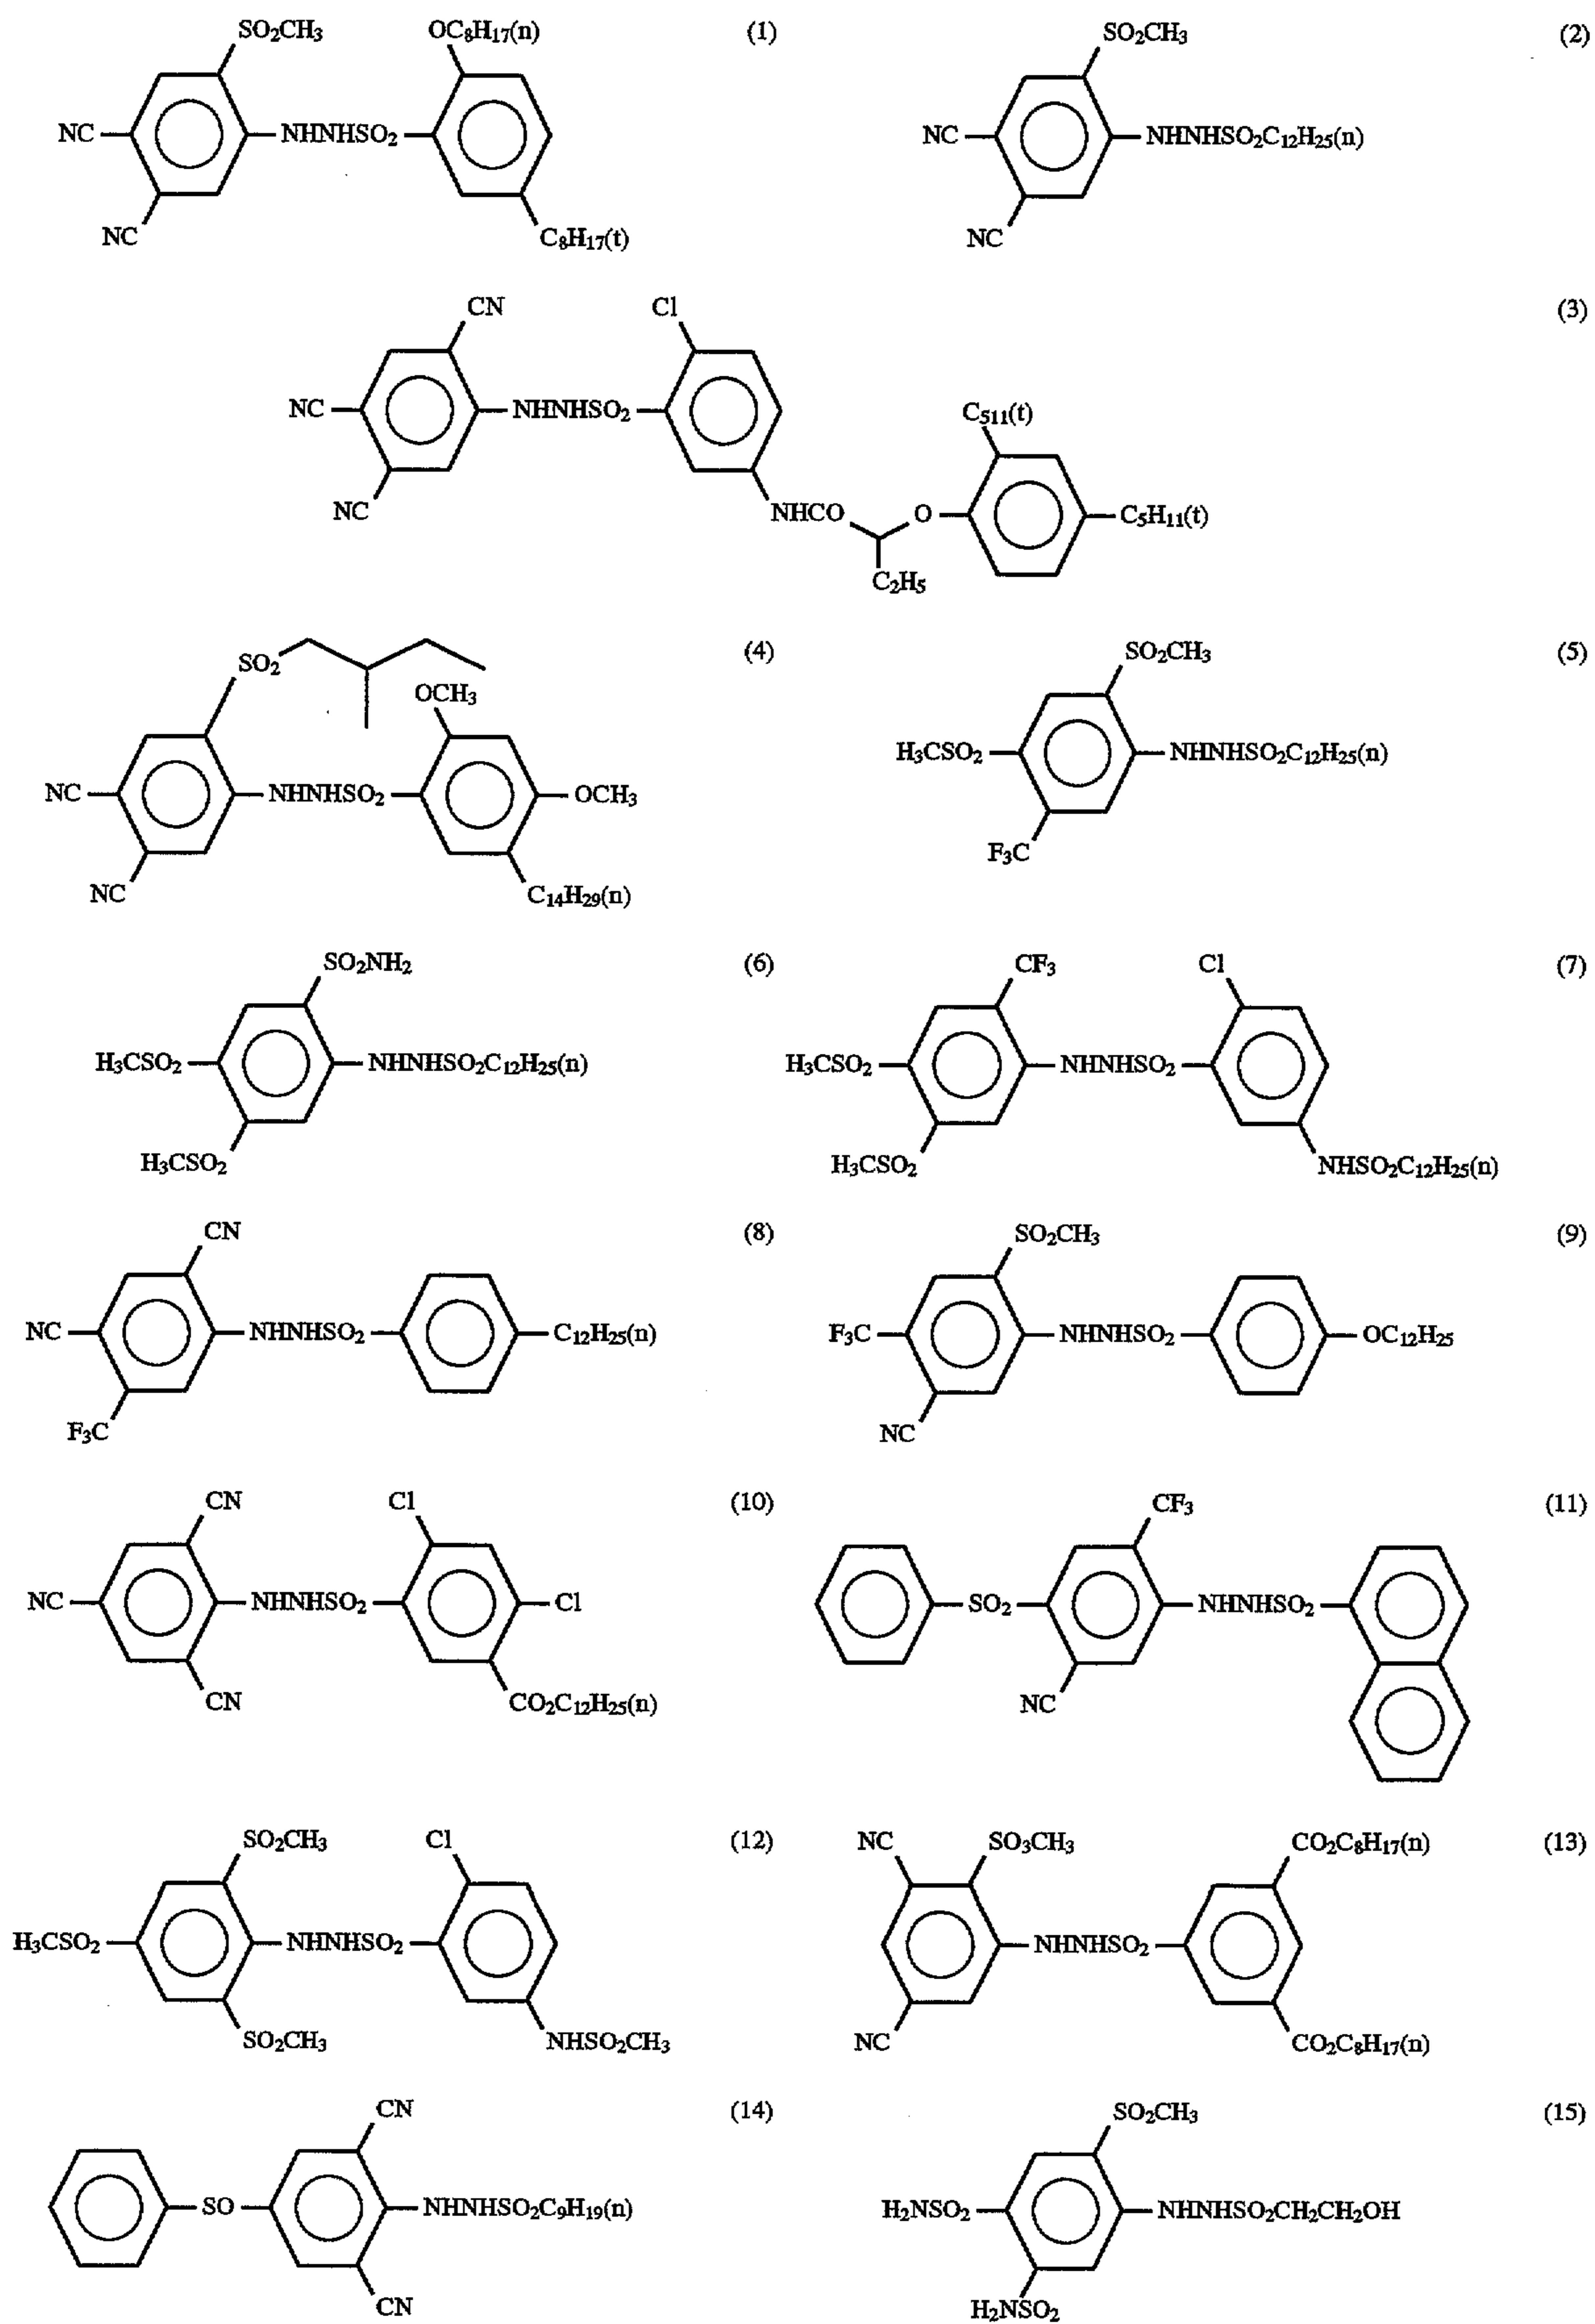 SO₂CH₃ OC₈H₁₇(n) (1) SO₂CH₃ (2)
NC NHNHSO₂ NC NHNHSO₂C₁₂H₂₅(n)
NC C₈H₁₇(t) NC
CN Cl (3)
NC NHNHSO₂ C₅₁₁(t)
NC NHCO O C₅H₁₁(t)
C₂H₅
SO₂ (4) SO₂CH₃ (5)
OCH₃
H₃CSO₂ NHNHSO₂C₁₂H₂₅(n)
NC NHNHSO₂ OCH₃
F₃C
NC C₁₄H₂₉(n)
SO₂NH₂ (6) CF₃ Cl (7)
H₃CSO₂ NHNHSO₂C₁₂H₂₅(n) H₃CSO₂ NHNHSO₂
H₃CSO₂ H₃CSO₂ NHSO₂C₁₂H₂₅(n)
CN (8) SO₂CH₃ (9)
NC NHNHSO₂ C₁₂H₂₅(n) F₃C NHNHSO₂ OC₁₂H₂₅
F₃C NC
CN Cl (10) CF₃ (11)
NC NHNHSO₂ Cl SO₂ NHNHSO₂
CN CO₂C₁₂H₂₅(n) NC
SO₂CH₃ Cl (12) NC SO₃CH₃ CO₂C₈H₁₇(n) (13)
H₃CSO₂ NHNHSO₂ NHNHSO₂
SO₂CH₃ NHSO₂CH₃ NC CO₂C₈H₁₇(n)
CN (14) SO₂CH₃ (15)
SO NHNHSO₂C₉H₁₉(n) H₂NSO₂ NHNHSO₂CH₂CH₂OH
CN H₂NSO₂